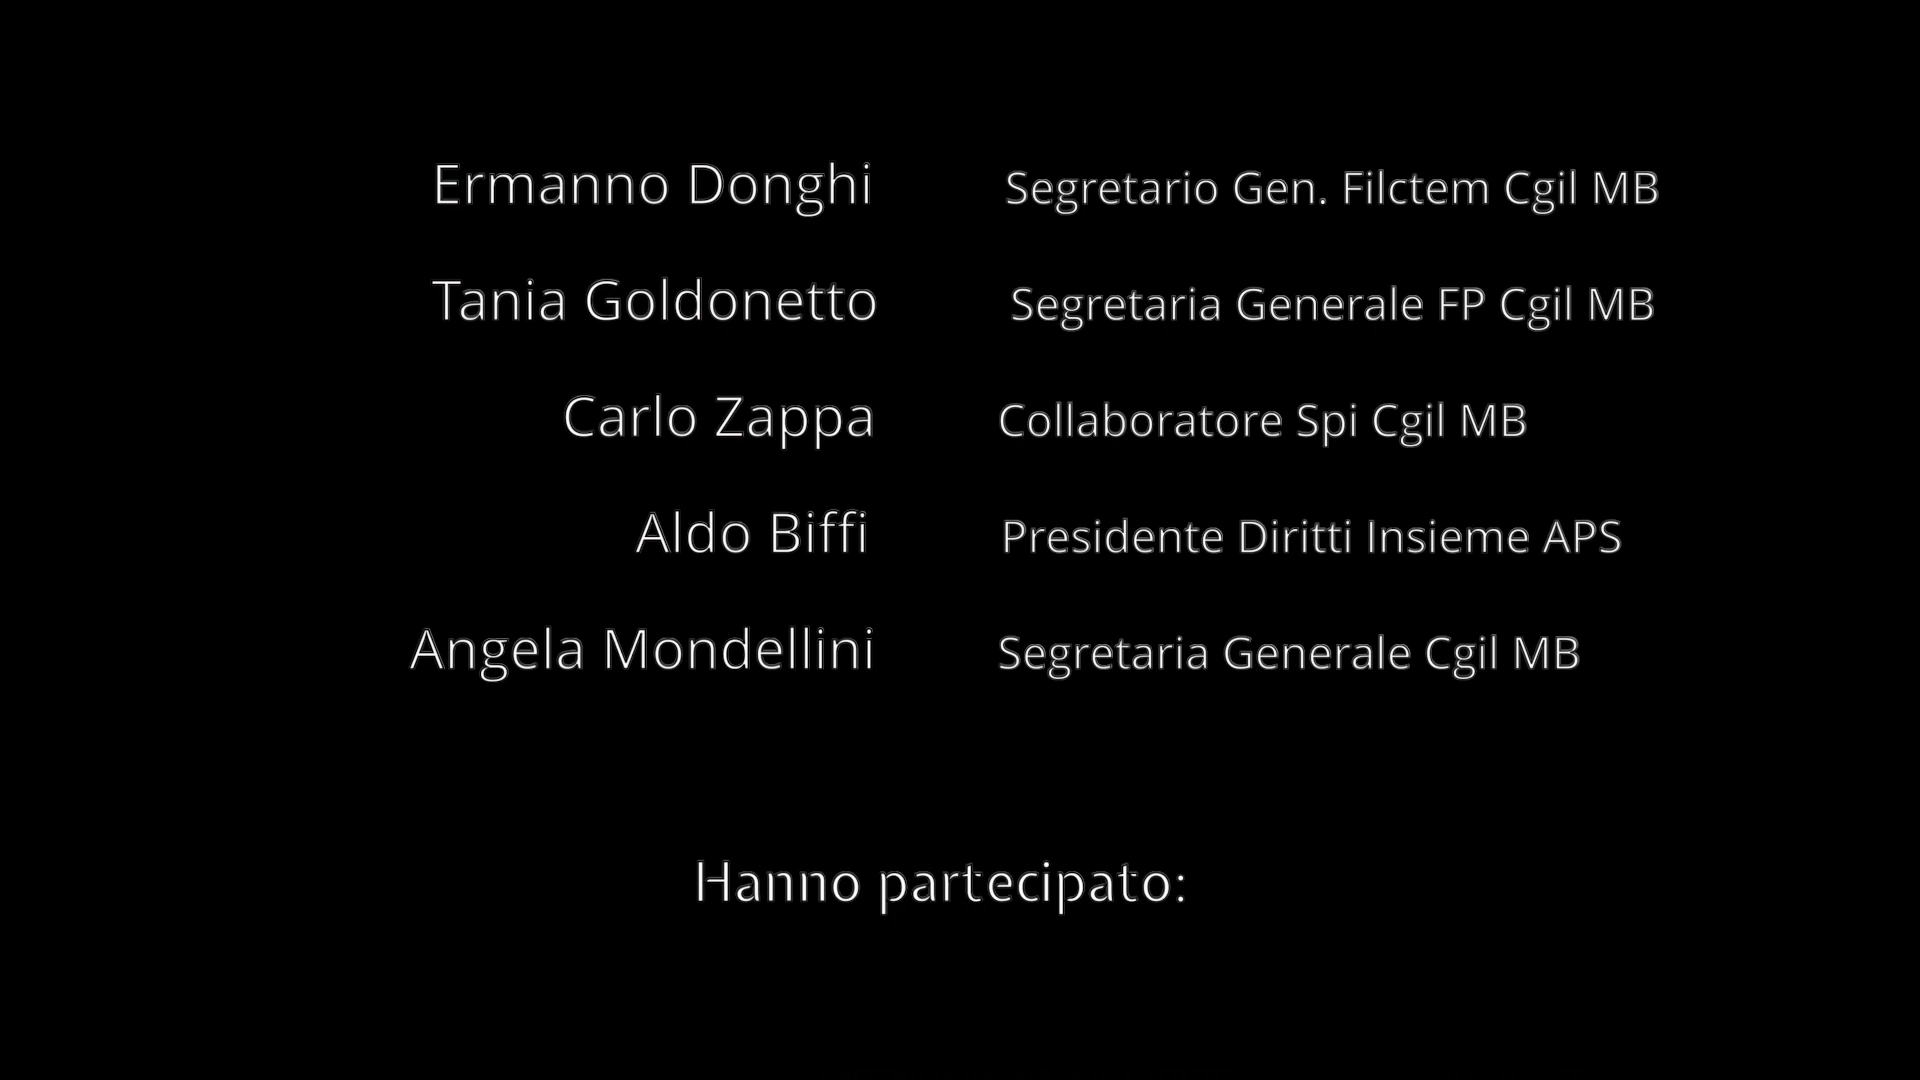 Ermanno Donghi Segretario Gen. Filctem Cgil MB
Tania Goldonetto Segretaria Generale FP Cgil MB
Carlo Zappa Collaboratore Spi Cgil MB
Aldo Biffi Presidente Diritti Insieme APS
Angela Mondellini Segretaria Generale Cgil MB
Hanno partecipato: